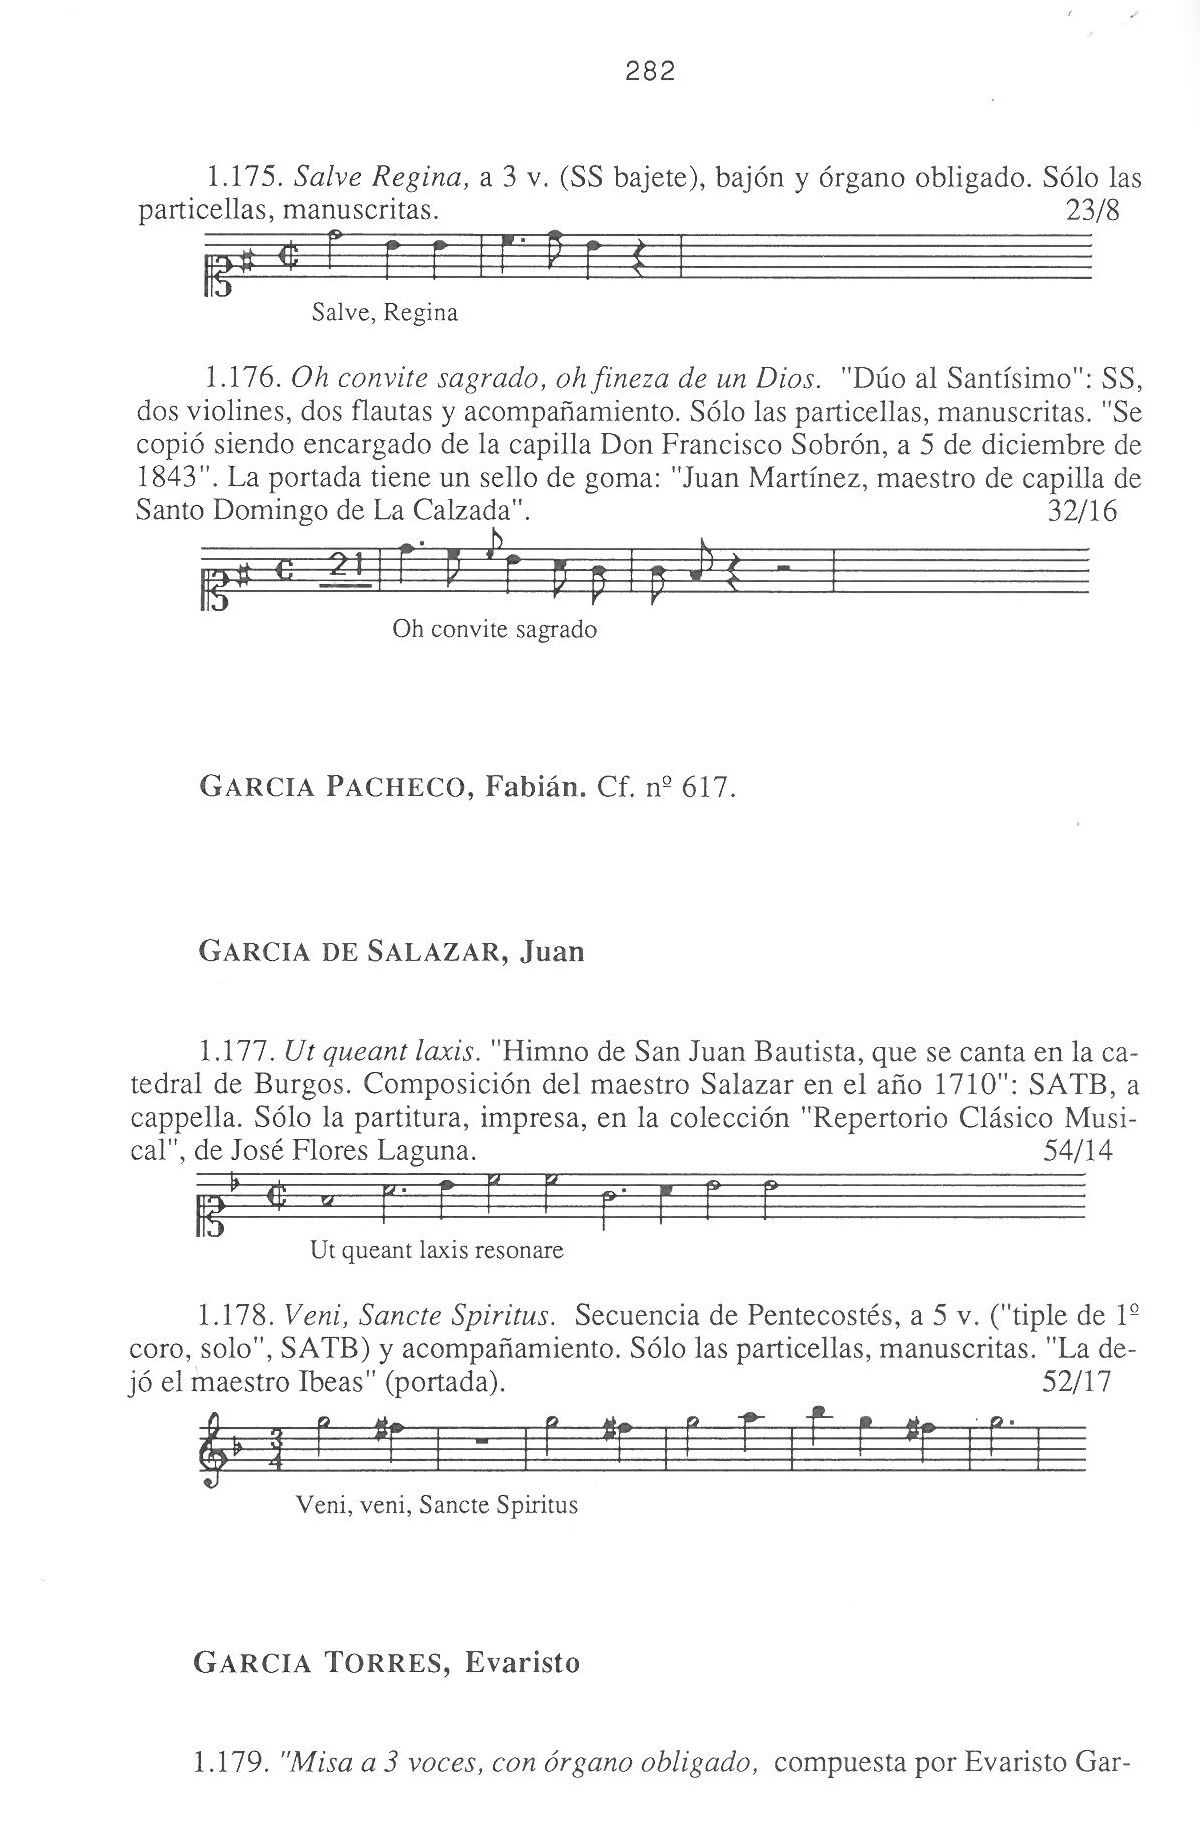 282
1.175. Salve Regina, a 3 v. (SS bajete), bajón y órgano obligado. Sólo las
particellas, manuscritas. 23/8
Salve, Regina
1.176. Oh convite sagrado, oh fineza de un Dios. "Dúo al Santísimo": SS,
dos violines, dos flautas y acompañamiento. Sólo las particellas, manuscritas. "Se
copió siendo encargado de la capilla Don Francisco Sobrón, a 5 de diciembre de
1843". La portada tiene un sello de goma: "Juan Martínez, maestro de capilla de
Santo Domingo de La Calzada". 32/16
21
Oh convite sagrado
GARCIA PACHECO, Fabián. Cf. nº 617.
GARCIA DE SALAZAR, Juan
1.177. Ut queant laxis. "Himno de San Juan Bautista, que se canta en la ca-
tedral de Burgos. Composición del maestro Salazar en el año 1710": SATB, a
cappella. Sólo la partitura, impresa, en la colección "Repertorio Clásico Musi-
cal", de José Flores Laguna. 54/14
Ut queant laxis resonare
1.178. Veni, Sancte Spiritus. Secuencia de Pentecostés, a 5 v. ("tiple de 1º
coro, solo", SATB) y acompañamiento. Sólo las particellas, manuscritas. "La de-
jó el maestro Ibeas" (portada). 52/17
3
4
Veni, veni, Sancte Spiritus
GARCIA TORRES, Evaristo
1.179. "Misa a 3 voces, con órgano obligado, compuesta por Evaristo Gar-